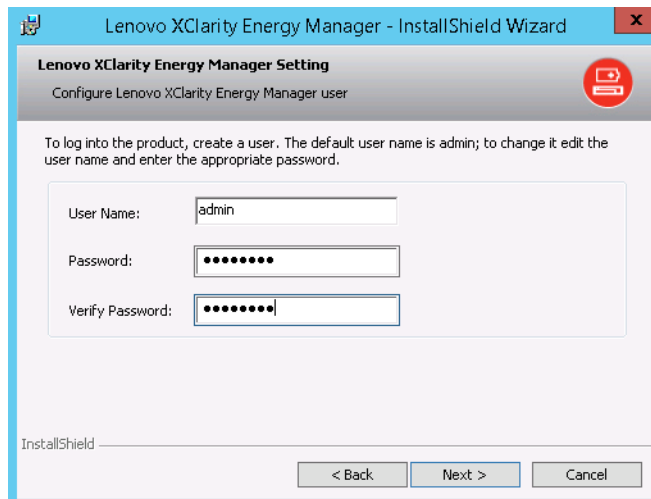 Lenovo XClarity Energy Manager - InstallShield Wizard
x
Lenovo XClarity Energy Manager Setting
Configure Lenovo XClarity Energy Manager user
To log into the product, create a user. The default user name is admin; to change it edit the
user name and enter the appropriate password.
User Name:
admin
Password:
●●●●●●●●
Verify Password:
●●●●●●●●
InstallShield
< Back
Next >
Cancel